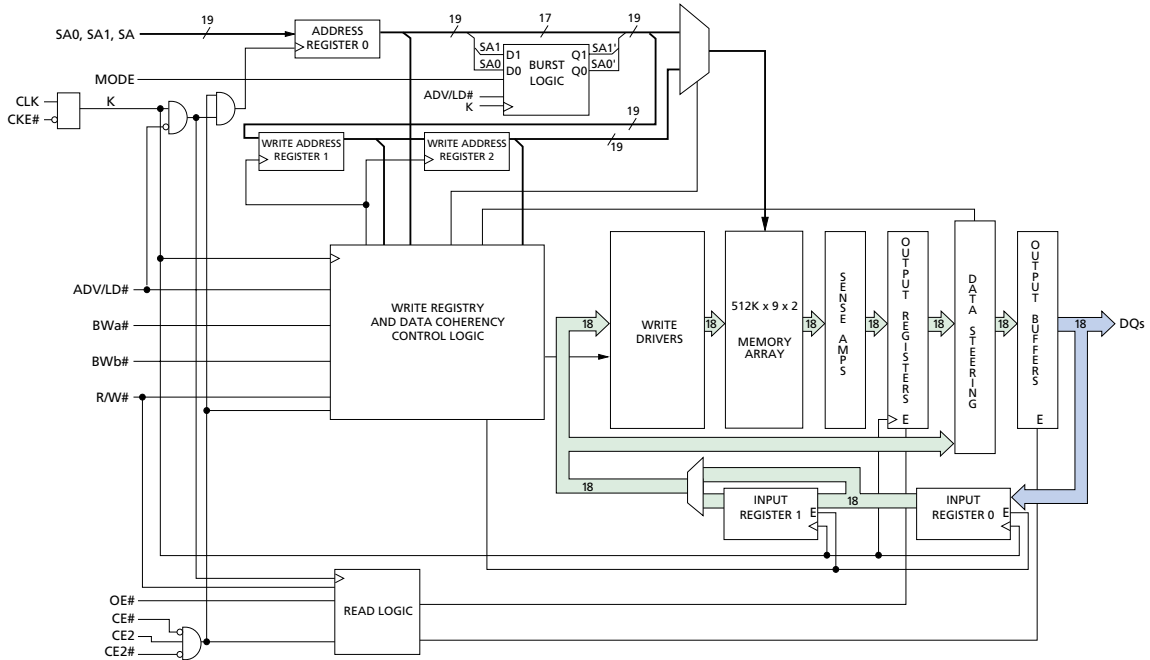 19
19
17
19
SA0, SA1, SA
ADDRESS
REGISTER 0
SA1
D1
Q1
SA1'
SA0
D0
Q0
SA0'
BURST
LOGIC
MODE
ADV/LD#
K
CLK
K
CKE#
19
19
WRITE ADDRESS
REGISTER 1
WRITE ADDRESS
REGISTER 2
ADV/LD#
BWa#
BWb#
R/W#
WRITE REGISTRY
AND DATA COHERENCY
CONTROL LOGIC
18
WRITE
DRIVERS
18
512K x 9 x 2
MEMORY
ARRAY
18
SENSE AMPS
18
OUTPUT REGISTERS
E
18
DATA STEERING
18
OUTPUT BUFFERS
E
18
DQs
18
INPUT
REGISTER 1
E
18
INPUT
REGISTER 0
E
OE#
CE#
CE2
CE2#
READ LOGIC